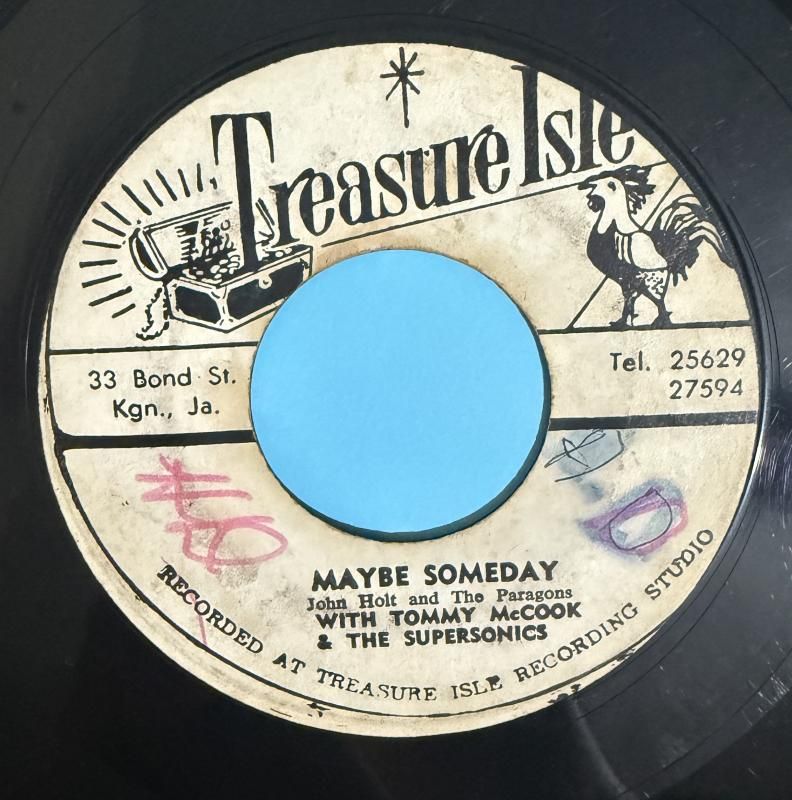 Treasure Isle
33 Bond St.
Kgn., Ja.
Tel. 25629
27594
MAYBE SOMEDAY
John Holt and The Paragons
WITH TOMMY McCOOK
& THE SUPERSONICS
RECORDED AT TREASURE ISLE RECORDING STUDIO